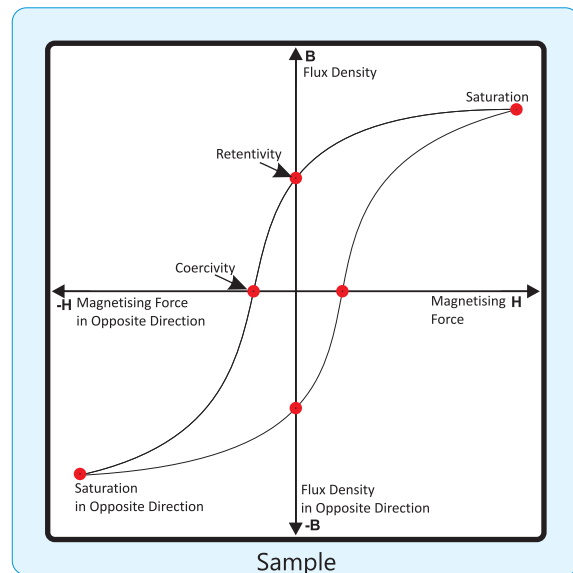 B
Flux Density
Saturation
Retentivity
Coercivity
-H Magnetising Force
in Opposite Direction
Magnetising H
Force
Saturation
in Opposite Direction
Flux Density
in Opposite Direction
-B
Sample